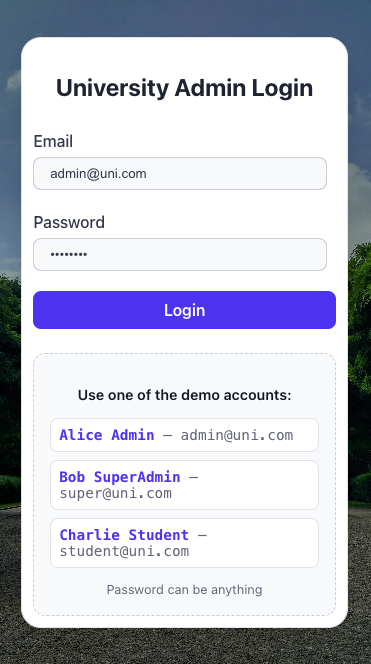 University Admin Login
Email
admin@uni.com
Password
••••••••
Login
Use one of the demo accounts:
Alice Admin — admin@uni.com
Bob SuperAdmin —
super@uni.com
Charlie Student —
student@uni.com
Password can be anything